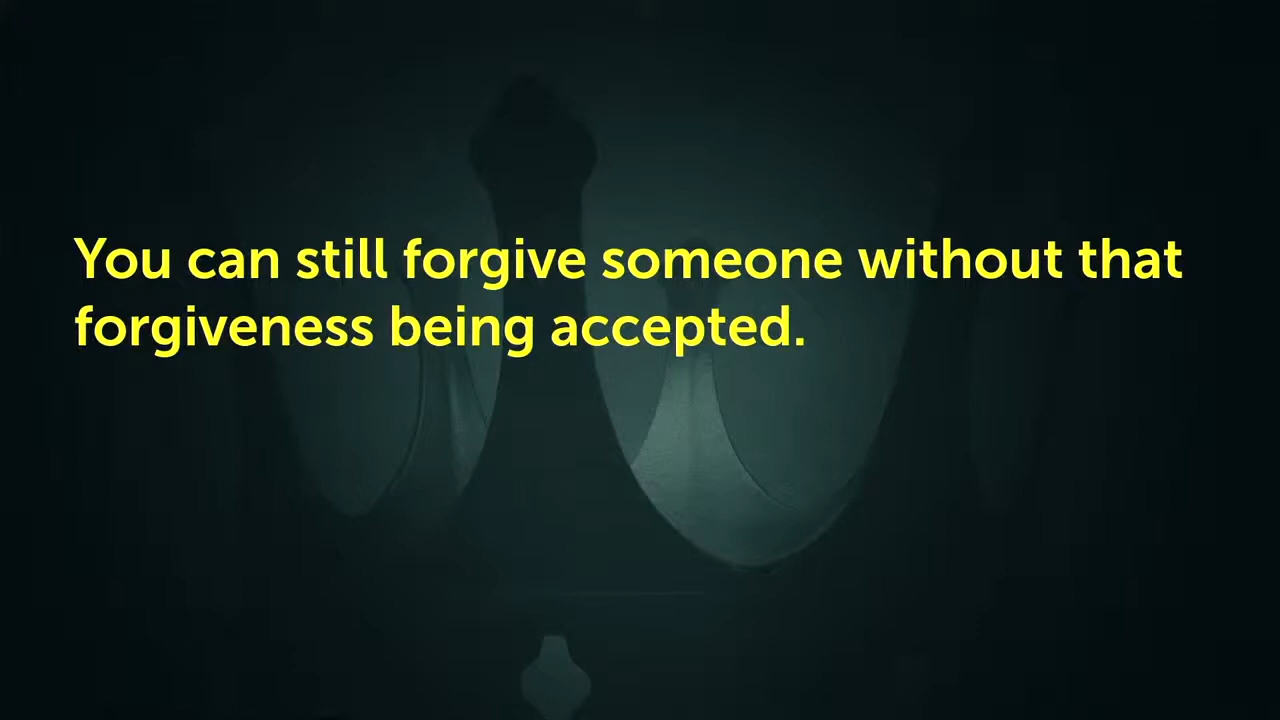 You can still forgive someone without that
forgiveness being accepted.